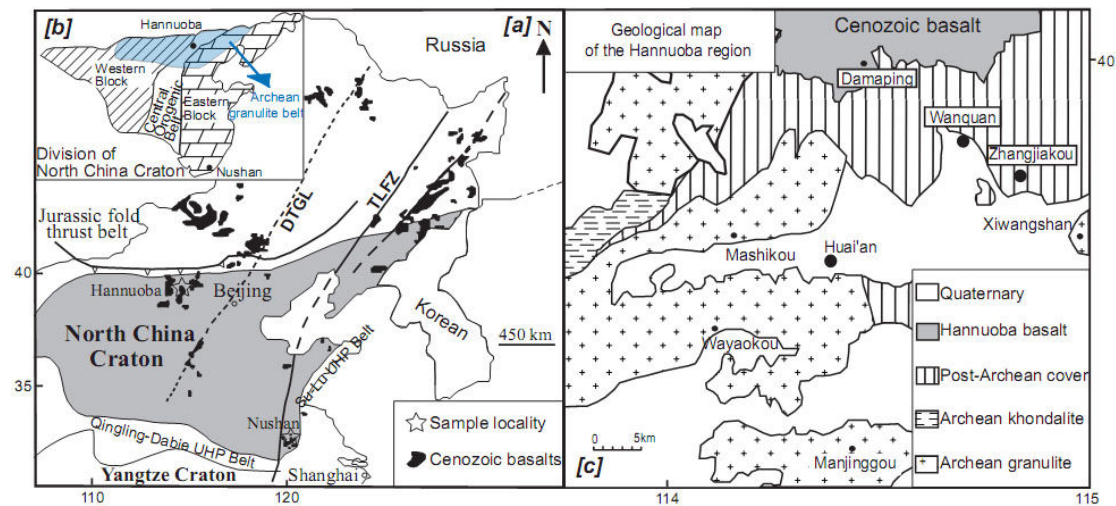 [b]
Hannuoba
Western
Block
Central
Orogenic
Belt
Eastern
Block
Archean
granulite belt
Division of
North China Craton
Nushan
[a]
N
Russia
Jurassic fold
thrust belt
DTGL
TLFZ
40
Hannuoba
Beijing
North China
Craton
Korean
450 km
35
Su-Lu UHP Belt
Nushan
Qingling-Dabie UHP Belt
Yangtze Craton
Shanghai
Sample locality
Cenozoic basalts
110
120
Geological map
of the Hannuoba region
Cenozoic basalt
40
Damaping
Wanquan
Zhangjiakou
Xiwangshan
Mashikou
Huai'an
Wayaokou
Quaternary
Hannuoba basalt
Post-Archean cover
Archean khondalite
Archean granulite
0
5km
[c]
Manjinggou
114
115